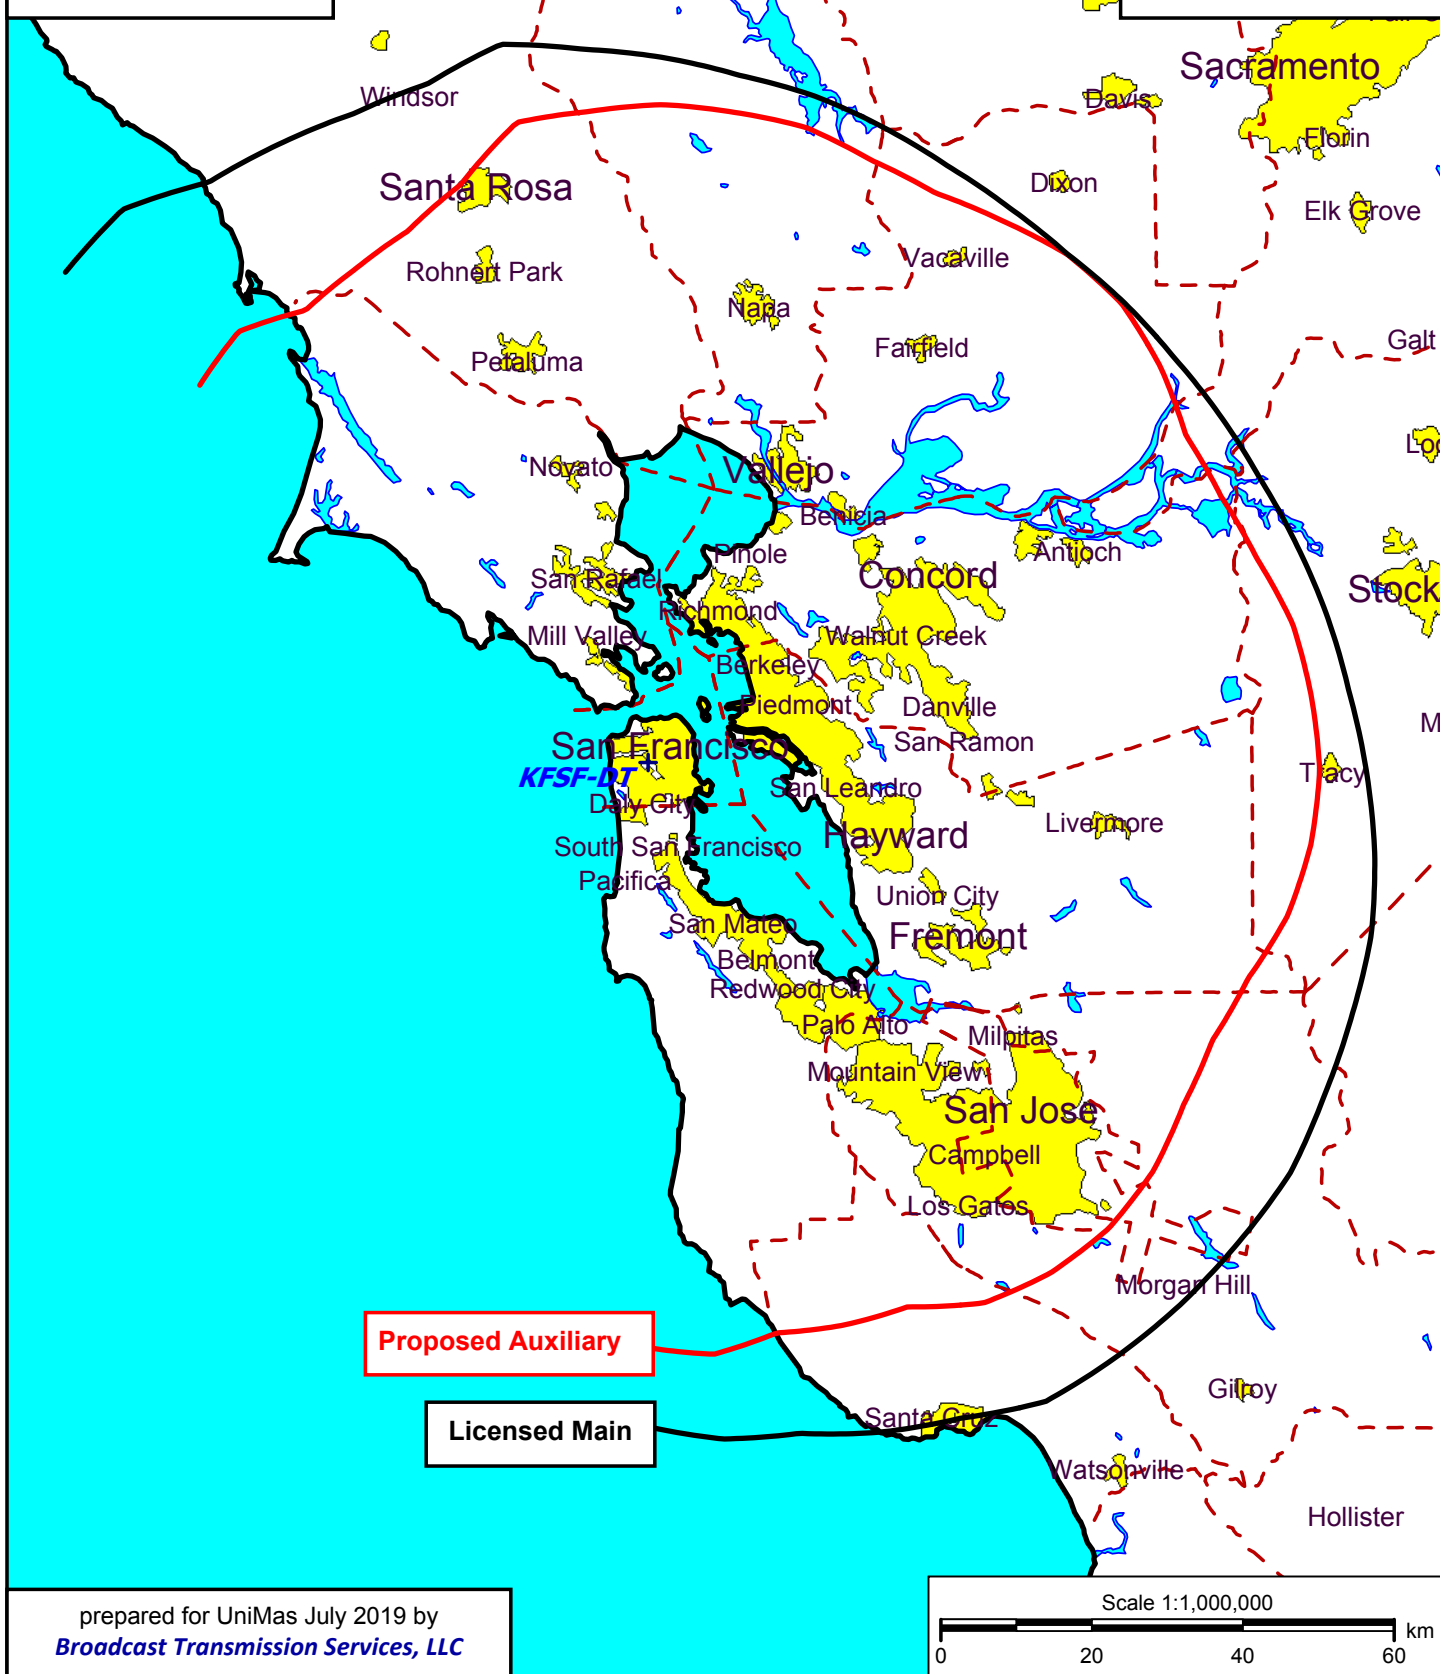 Sacramento
Windsor
Davis
Florin
Santa Rosa
Dixon
Elk Grove
Rohnert Park
Vacaville
Napa
Galt
Petaluma
Fairfield
Novato
Vallejo
Benicia
Pinole
Antioch
San Rafael
Concord
Stock
Richmond
Mill Valley
Walnut Creek
Berkeley
Piedmont
Danville
San Francisco
San Ramon
KFSF-DT
Tracy
San Leandro
Daly City
Livermore
Hayward
South San Francisco
Pacifica
Union City
San Mateo
Fremont
Belmont
Redwood City
Palo Alto
Milpitas
Mountain View
San Jose
Campbell
Los Gatos
Morgan Hill
Proposed Auxiliary
Gilroy
Santa Cruz
Licensed Main
Watsonville
Hollister
prepared for UniMas July 2019 by
Broadcast Transmission Services, LLC
Scale 1:1,000,000
km
0 20 40 60